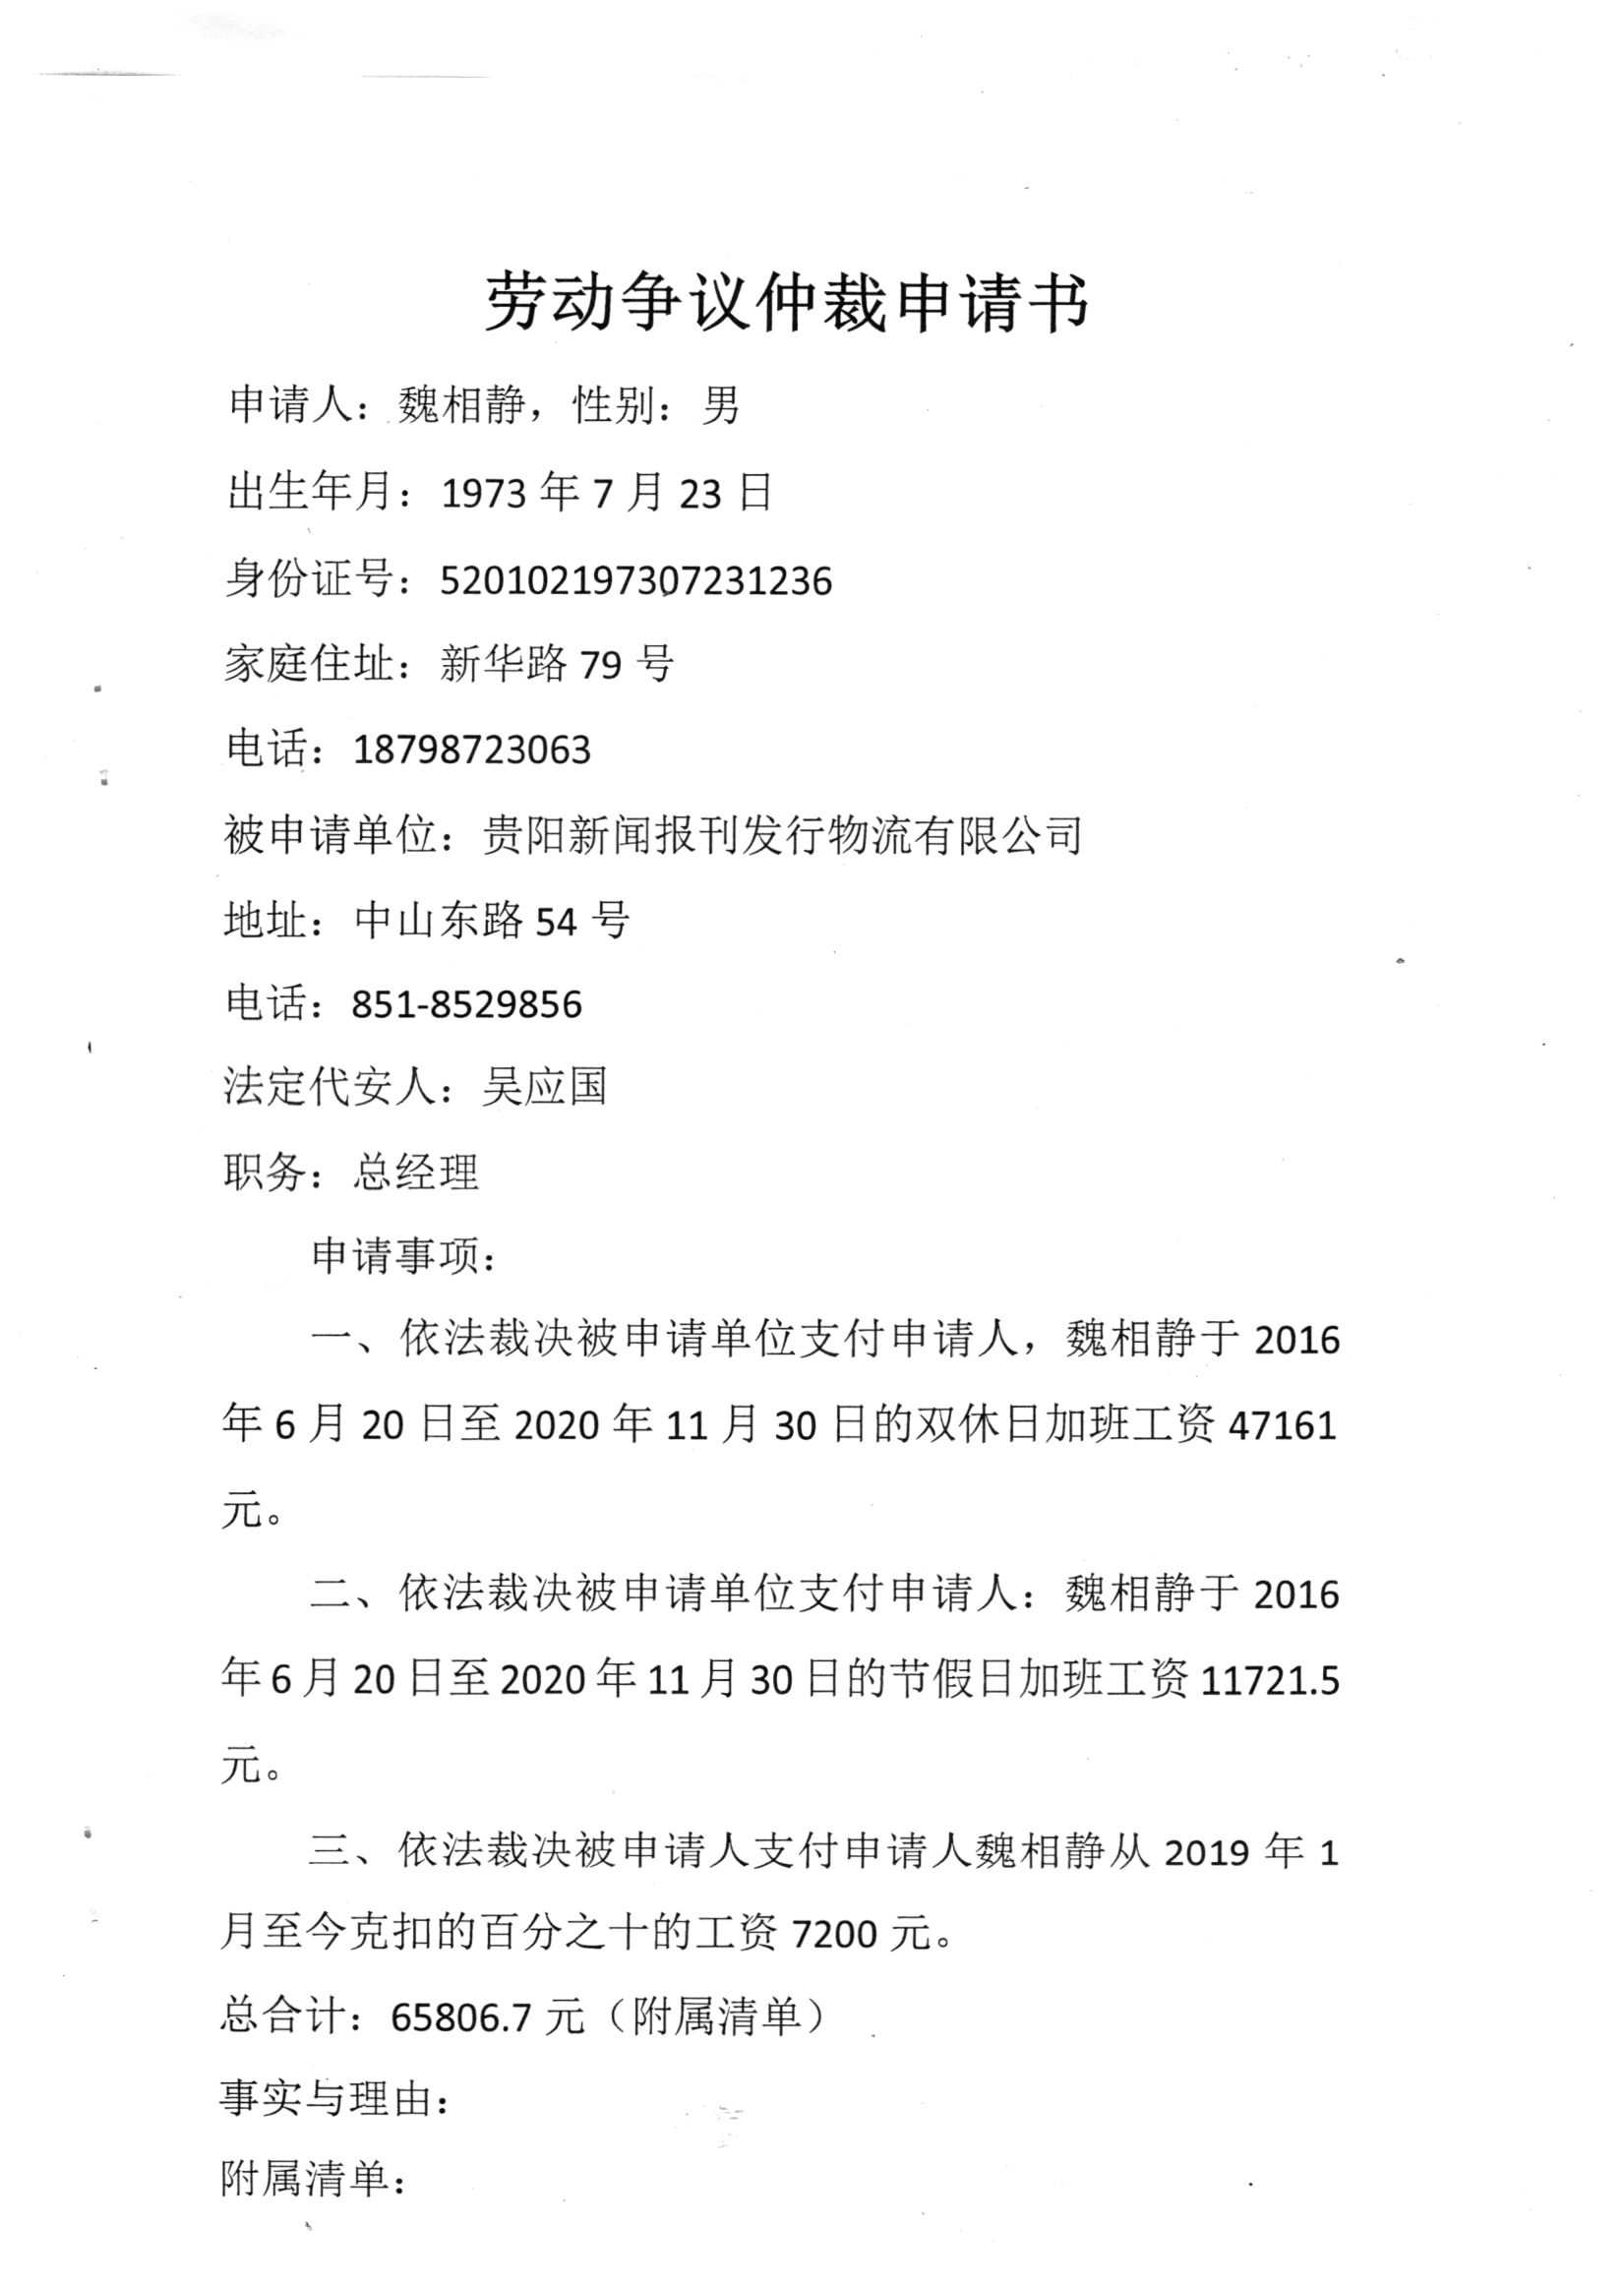 劳动争议仲裁申请书
申请人：魏相静，性别：男
出生年月：1973 年 7 月 23 日
身份证号：520102197307231236
家庭住址：新华路 79 号
电话：18798723063
被申请单位：贵阳新闻报刊发行物流有限公司
地址：中山东路 54 号
电话：851-8529856
法定代安人：吴应国
职务：总经理
申请事项：
一、依法裁决被申请单位支付申请人，魏相静于 2016
年 6 月 20 日至 2020 年 11 月 30 日的双休日加班工资 47161
元。
二、依法裁决被申请单位支付申请人：魏相静于 2016
年 6 月 20 日至 2020 年 11 月 30 日的节假日加班工资 11721.5
元。
三、依法裁决被申请人支付申请人魏相静从 2019 年 1
月至今克扣的百分之十的工资 7200 元。
总合计：65806.7 元（附属清单）
事实与理由：
附属清单：